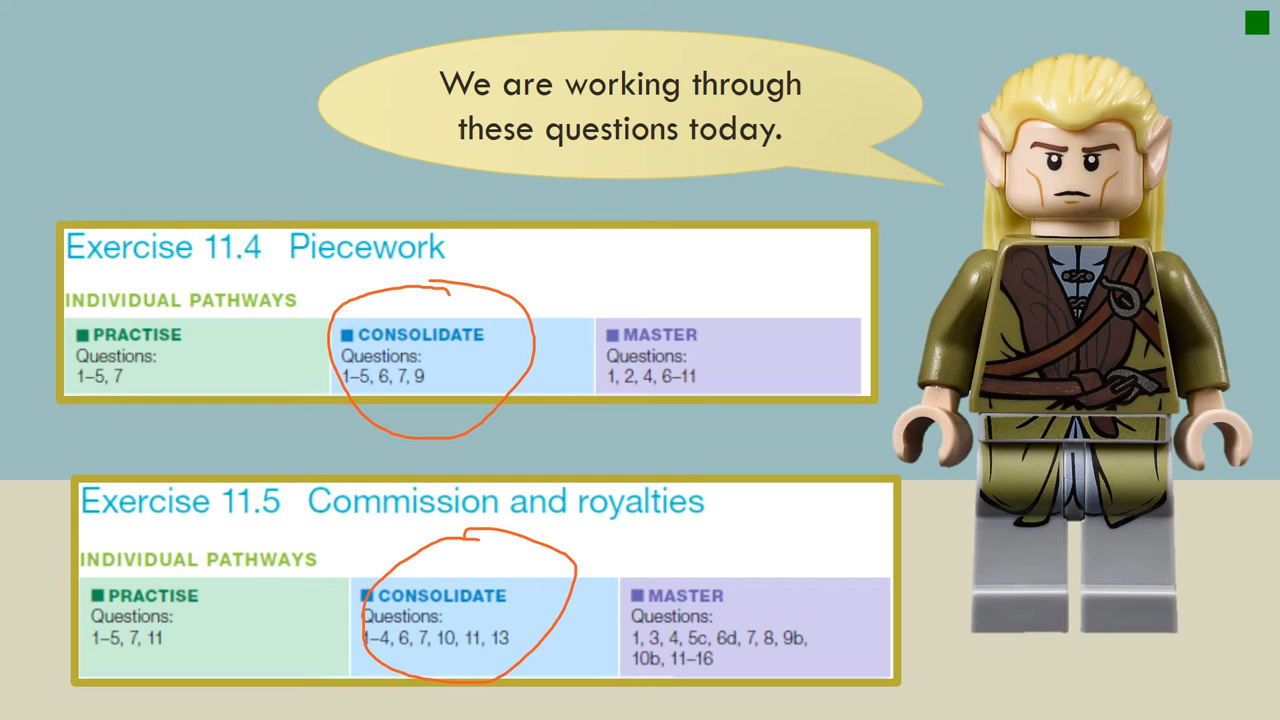 We are working through
these questions today.
Exercise 11.4 Piecework
INDIVIDUAL PATHWAYS
PRACTISE
Questions:
1–5, 7
CONSOLIDATE
Questions:
1–5, 6, 7, 9
MASTER
Questions:
1, 2, 4, 6–11
Exercise 11.5 Commission and royalties
INDIVIDUAL PATHWAYS
PRACTISE
Questions:
1–5, 7, 11
CONSOLIDATE
Questions:
1–4, 6, 7, 10, 11, 13
MASTER
Questions:
1, 3, 4, 5c, 6d, 7, 8, 9b,
10b, 11–16